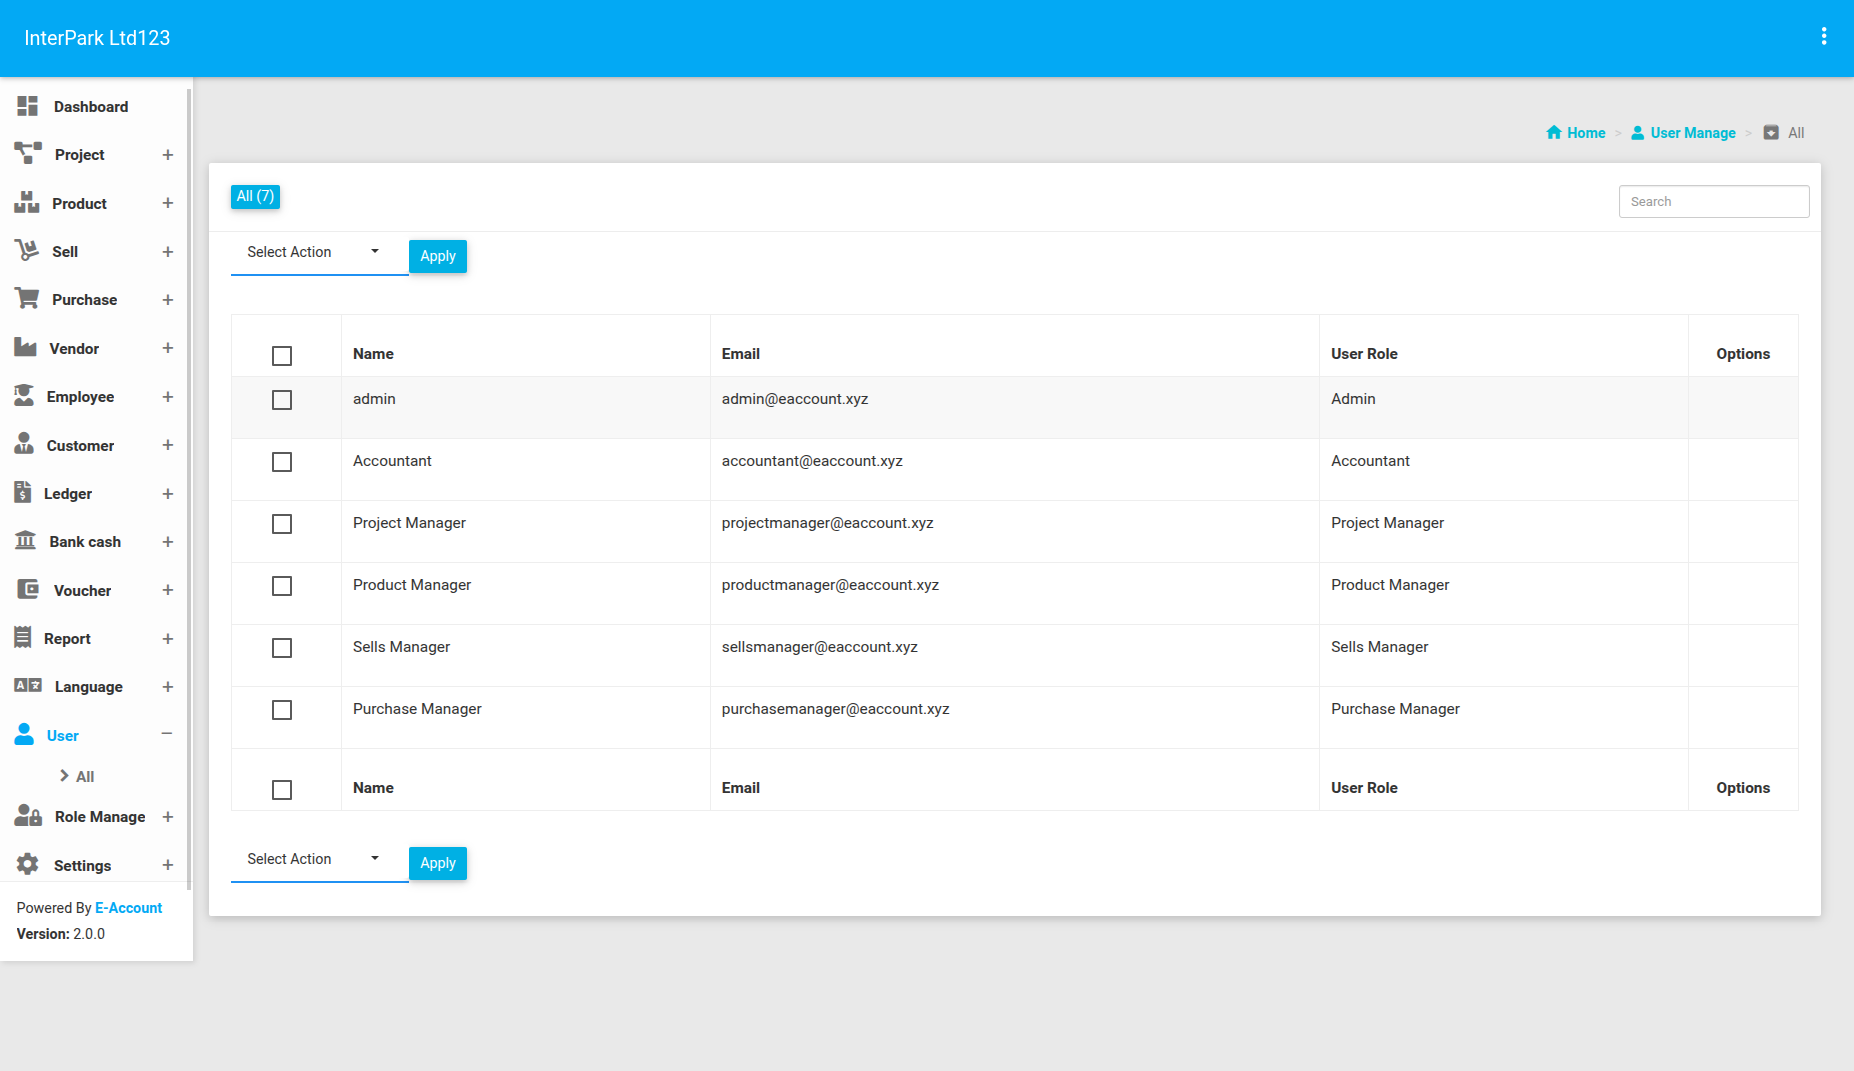 InterPark Ltd123
Dashboard
Project +
Product +
Sell +
Purchase +
Vendor +
Employee +
Customer +
Ledger +
Bank cash +
Voucher +
Report +
Language +
User −
All
Role Manage +
Settings +
Powered By E-Account
Version: 2.0.0
Home > User Manage > All
All (7)
Search
Select Action
Apply
Name Email User Role Options
admin admin@eaccount.xyz Admin
Accountant accountant@eaccount.xyz Accountant
Project Manager projectmanager@eaccount.xyz Project Manager
Product Manager productmanager@eaccount.xyz Product Manager
Sells Manager sellsmanager@eaccount.xyz Sells Manager
Purchase Manager purchasemanager@eaccount.xyz Purchase Manager
Name Email User Role Options
Select Action
Apply